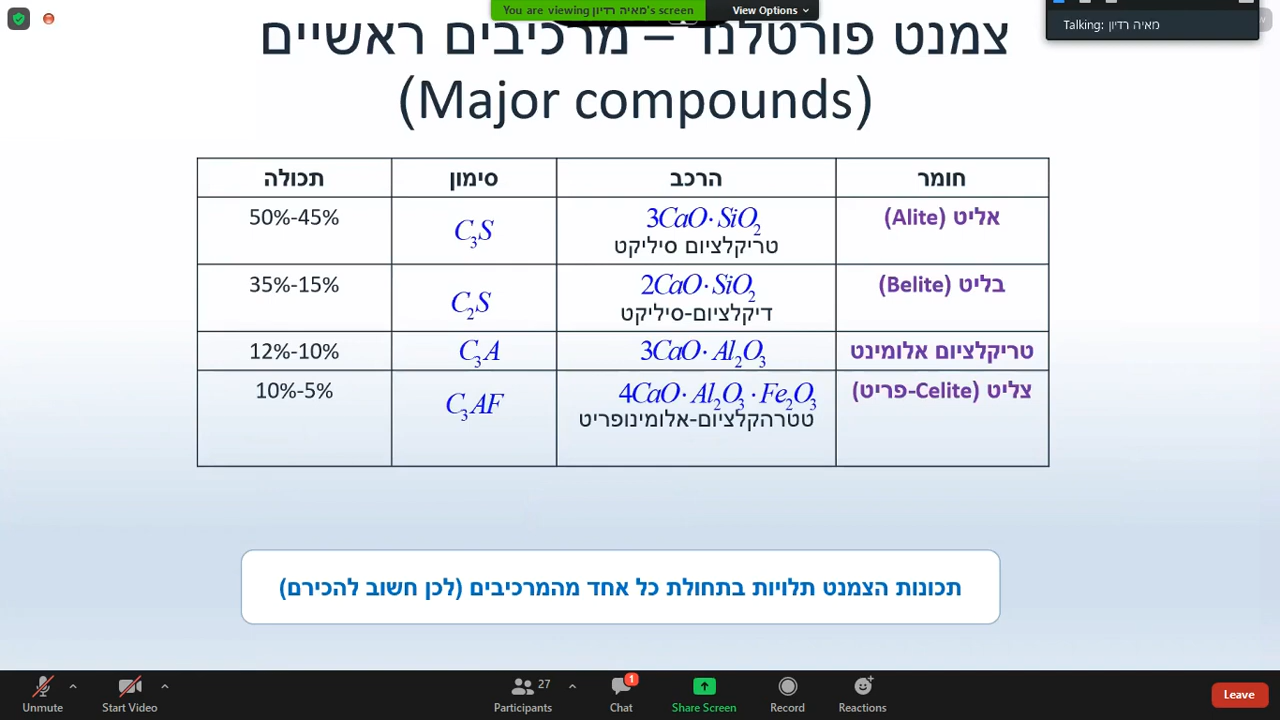 You are viewing מאיה רדיון's screen
View Options
Talking: מאיה רדיון
צמנט פורטלנד – מרכיבים ראשיים
(Major compounds)
חומר הרכב סימון תכולה
אליט (Alite) 3CaO·SiO₂ C₃S 50%-45%
טריקלציום סיליקט
בליט (Belite) 2CaO·SiO₂ C₂S 35%-15%
דיקלציום-סיליקט
טריקלציום אלומינט 3CaO·Al₂O₃ C₃A 12%-10%
צליט (Celite-פריט) 4CaO·Al₂O₃·Fe₂O₃ C₃AF 10%-5%
טטרהקלציום-אלומינופריט
תכונות הצמנט תלויות בתחולת כל אחד מהמרכיבים (לכן חשוב להכירם)
27
1
Unmute
Start Video
Participants
Chat
Share Screen
Record
Reactions
Leave